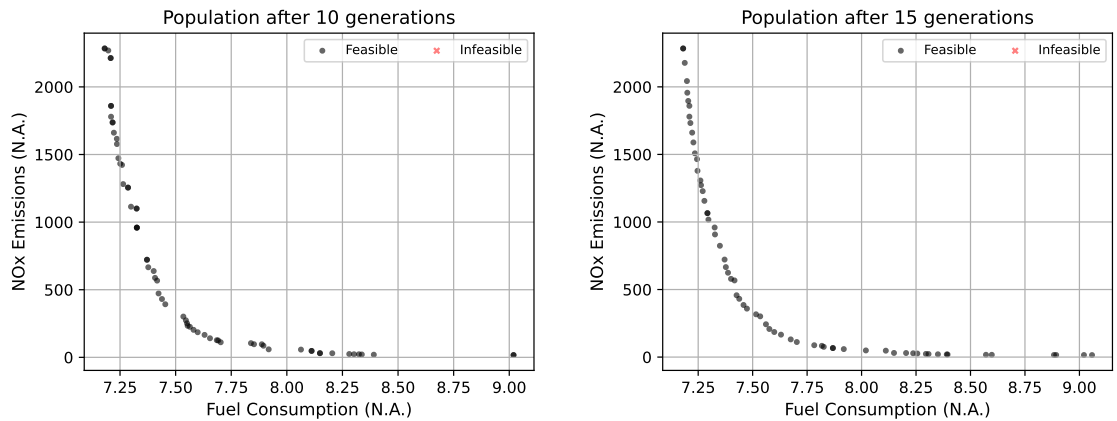 Population after 10 generations
Feasible
Infeasible
2000
1500
1000
500
0
NOx Emissions (N.A.)
7.25 7.50 7.75 8.00 8.25 8.50 8.75 9.00
Fuel Consumption (N.A.)
Population after 15 generations
Feasible
Infeasible
2000
1500
1000
500
0
NOx Emissions (N.A.)
7.25 7.50 7.75 8.00 8.25 8.50 8.75 9.00
Fuel Consumption (N.A.)